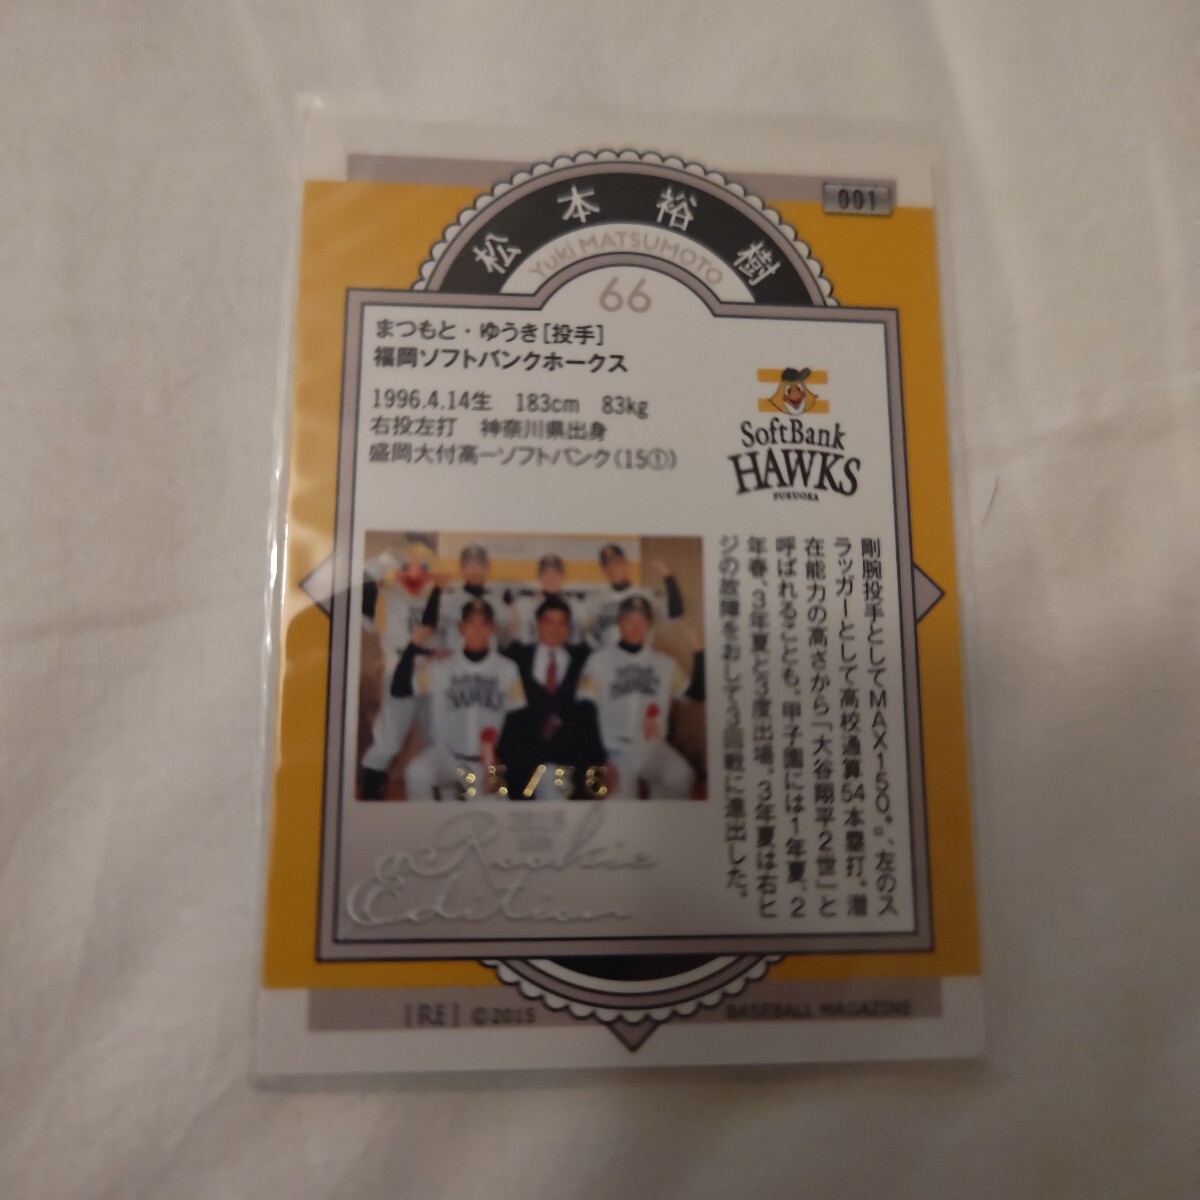 001
松本裕樹
Yuki MATSUMOTO
66
まつもと・ゆうき[投手]
福岡ソフトバンクホークス
1996.4.14生 183cm 83kg
右投左打 神奈川県出身
盛岡大付高－ソフトバンク(15①)
SoftBank
HAWKS
FUKUOKA
剛腕投手としてMAX150㌔、左のス
ラッガーとして高校通算54本塁打。潜
在能力の高さから「大谷翔平2世」と
呼ばれることも。甲子園には1年夏、2
年春、3年夏と3度出場。3年夏は右ヒ
ジの故障をおして3回戦に進出した。
Rookie
Edition
[RE] ©2015
BASEBALL MAGAZINE